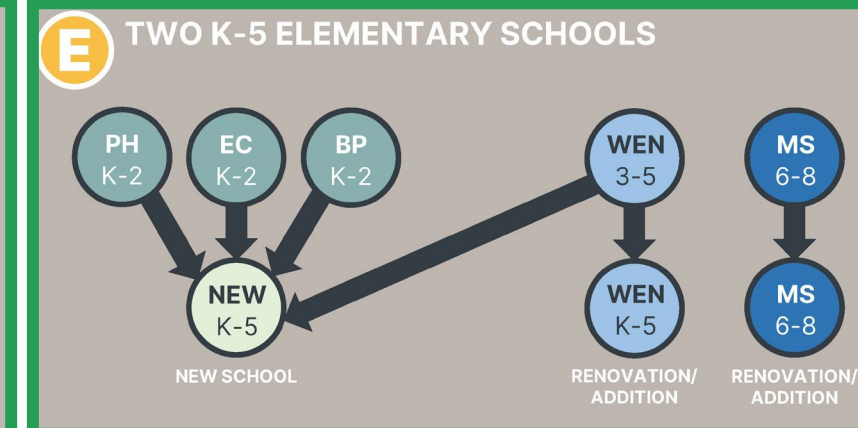 E
TWO K-5 ELEMENTARY SCHOOLS
PH
K-2
EC
K-2
BP
K-2
WEN
3-5
MS
6-8
NEW
K-5
WEN
K-5
MS
6-8
NEW SCHOOL
RENOVATION/
ADDITION
RENOVATION/
ADDITION